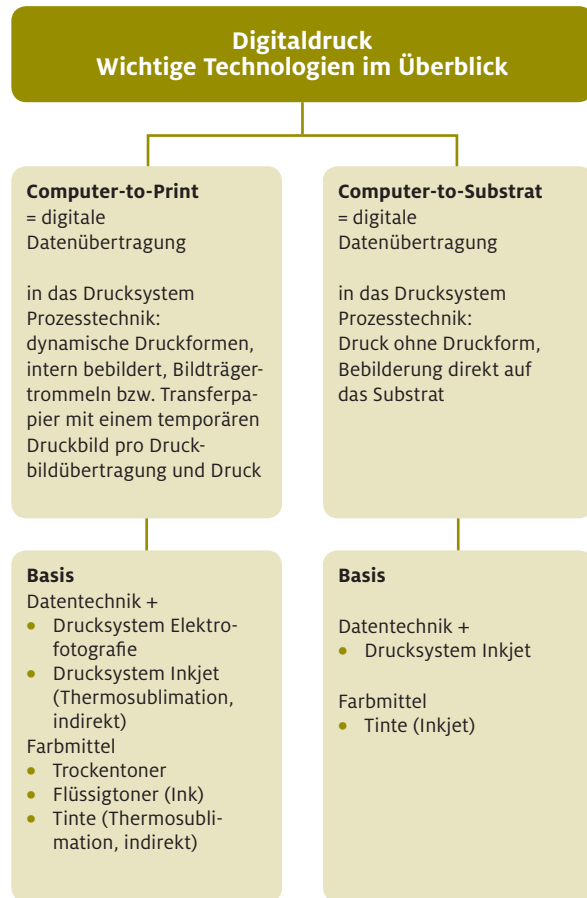 Digitaldruck
Wichtige Technologien im Überblick
Computer-to-Print
= digitale
Datenübertragung
in das Drucksystem
Prozesstechnik:
dynamische Druckformen,
intern bebildert, Bildträger-
trommeln bzw. Transferpa-
pier mit einem temporären
Druckbild pro Druck-
bildübertragung und Druck
Basis
Datentechnik +
• Drucksystem Elektro-
fotografie
• Drucksystem Inkjet
(Thermosublimation,
indirekt)
Farbmittel
• Trockentoner
• Flüssigtoner (Ink)
• Tinte (Thermosubli-
mation, indirekt)
Computer-to-Substrat
= digitale
Datenübertragung
in das Drucksystem
Prozesstechnik:
Druck ohne Druckform,
Bebilderung direkt auf
das Substrat
Basis
Datentechnik +
• Drucksystem Inkjet
Farbmittel
• Tinte (Inkjet)